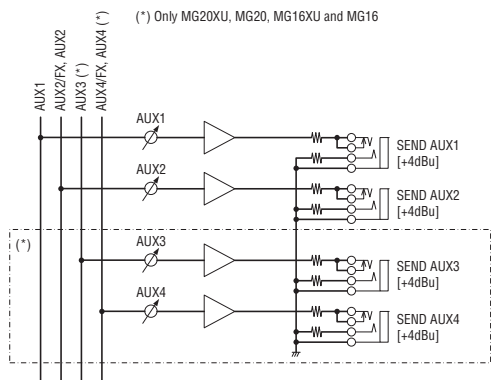 (*) Only MG20XU, MG20, MG16XU and MG16
AUX1
AUX2/FX, AUX2
AUX3 (*)
AUX4/FX, AUX4 (*)
AUX1
SEND AUX1
[+4dBu]
AUX2
SEND AUX2
[+4dBu]
(*)
AUX3
SEND AUX3
[+4dBu]
AUX4
SEND AUX4
[+4dBu]